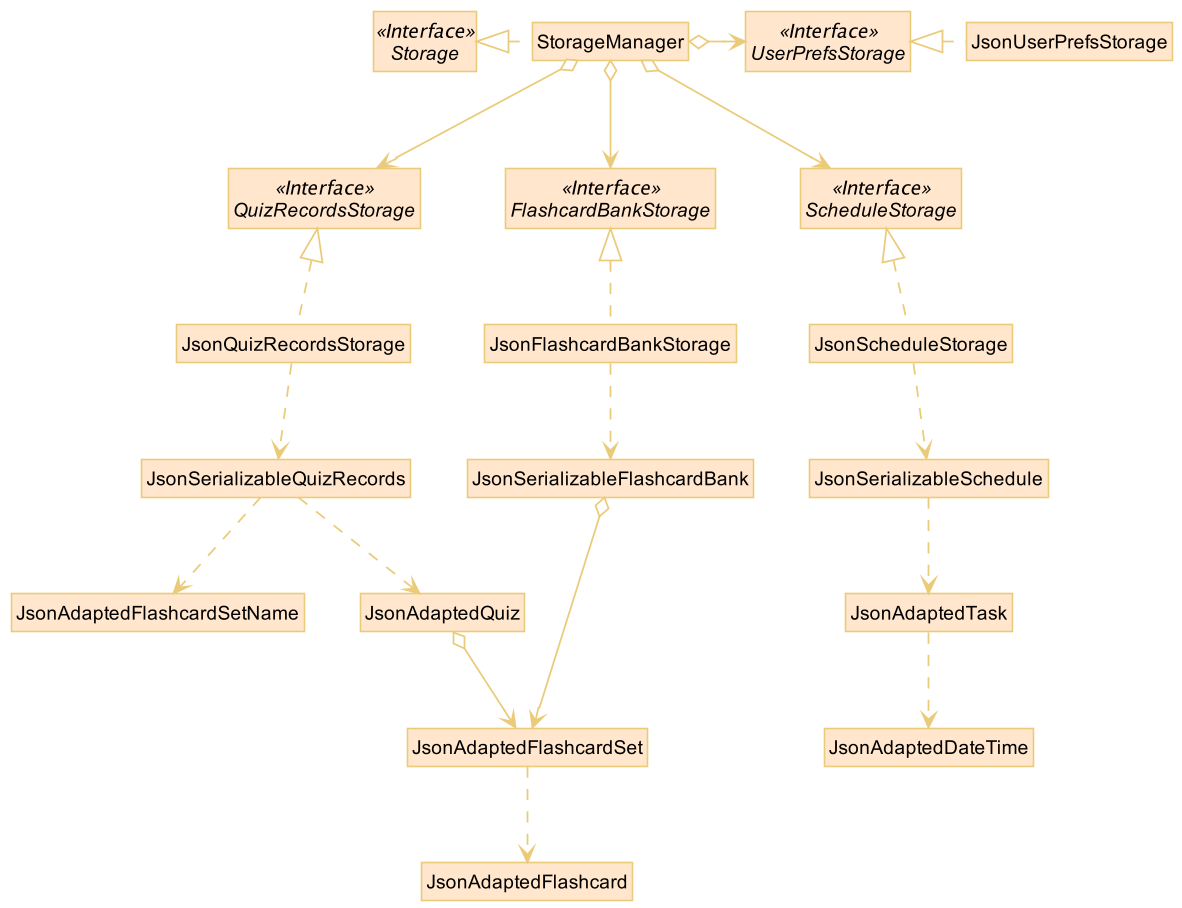 «Interface»
Storage
StorageManager
«Interface»
UserPrefsStorage
JsonUserPrefsStorage
«Interface»
QuizRecordsStorage
«Interface»
FlashcardBankStorage
«Interface»
ScheduleStorage
JsonQuizRecordsStorage
JsonFlashcardBankStorage
JsonScheduleStorage
JsonSerializableQuizRecords
JsonSerializableFlashcardBank
JsonSerializableSchedule
JsonAdaptedFlashcardSetName
JsonAdaptedQuiz
JsonAdaptedTask
JsonAdaptedFlashcardSet
JsonAdaptedDateTime
JsonAdaptedFlashcard